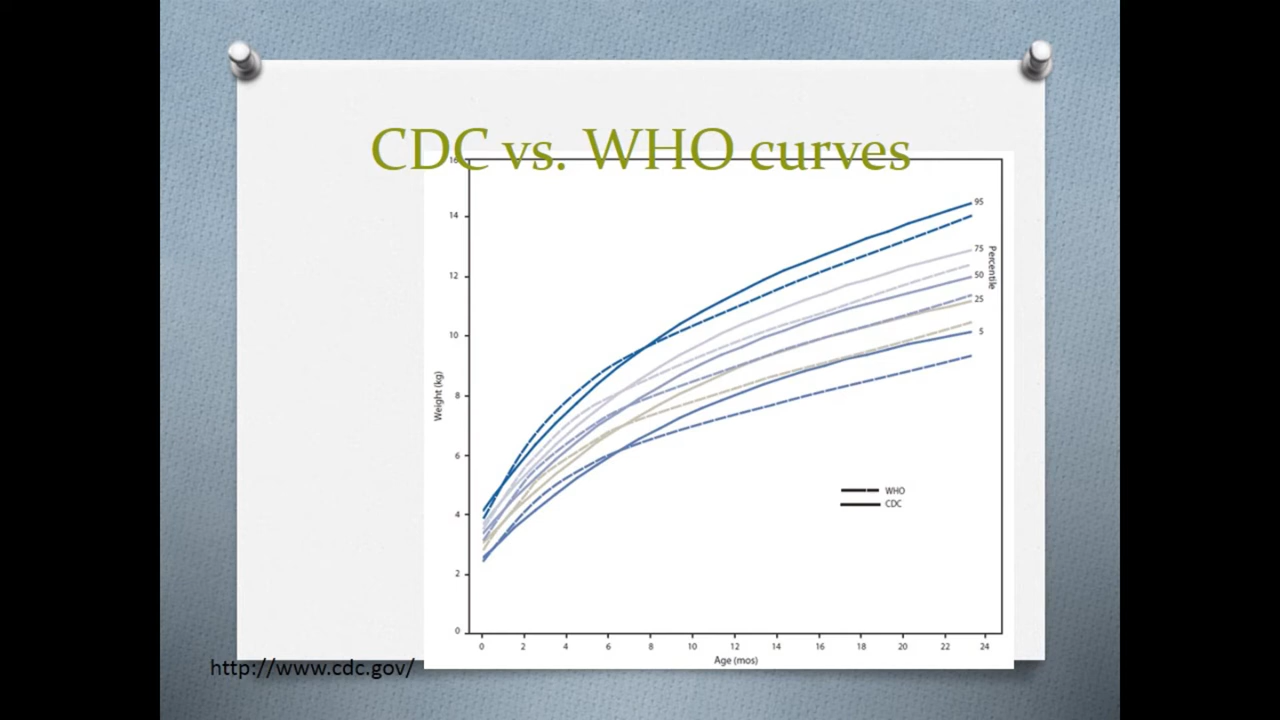 CDC vs. WHO curves
16
14
12
10
8
6
4
2
0
Weight (kg)
95
75
50
25
5
Percentile
WHO
CDC
0 2 4 6 8 10 12 14 16 18 20 22 24
Age (mos)
http://www.cdc.gov/